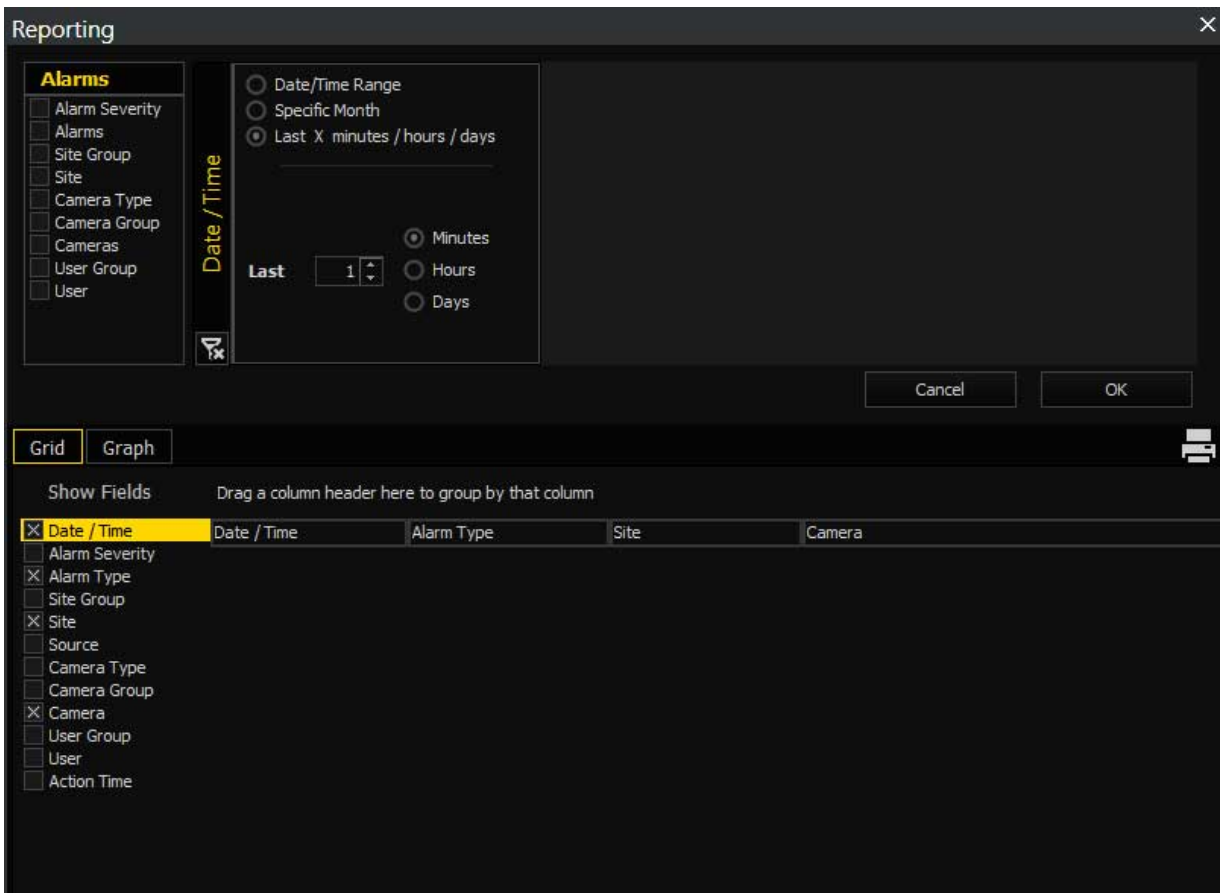 Reporting
Alarms
Alarm Severity
Alarms
Site Group
Site
Camera Type
Camera Group
Cameras
User Group
User
Date / Time
Date/Time Range
Specific Month
Last X minutes / hours / days
Last 1
Minutes
Hours
Days
Cancel OK
Grid Graph
Show Fields Drag a column header here to group by that column
Date / Time Date / Time Alarm Type Site Camera
Alarm Severity
Alarm Type
Site Group
Site
Source
Camera Type
Camera Group
Camera
User Group
User
Action Time